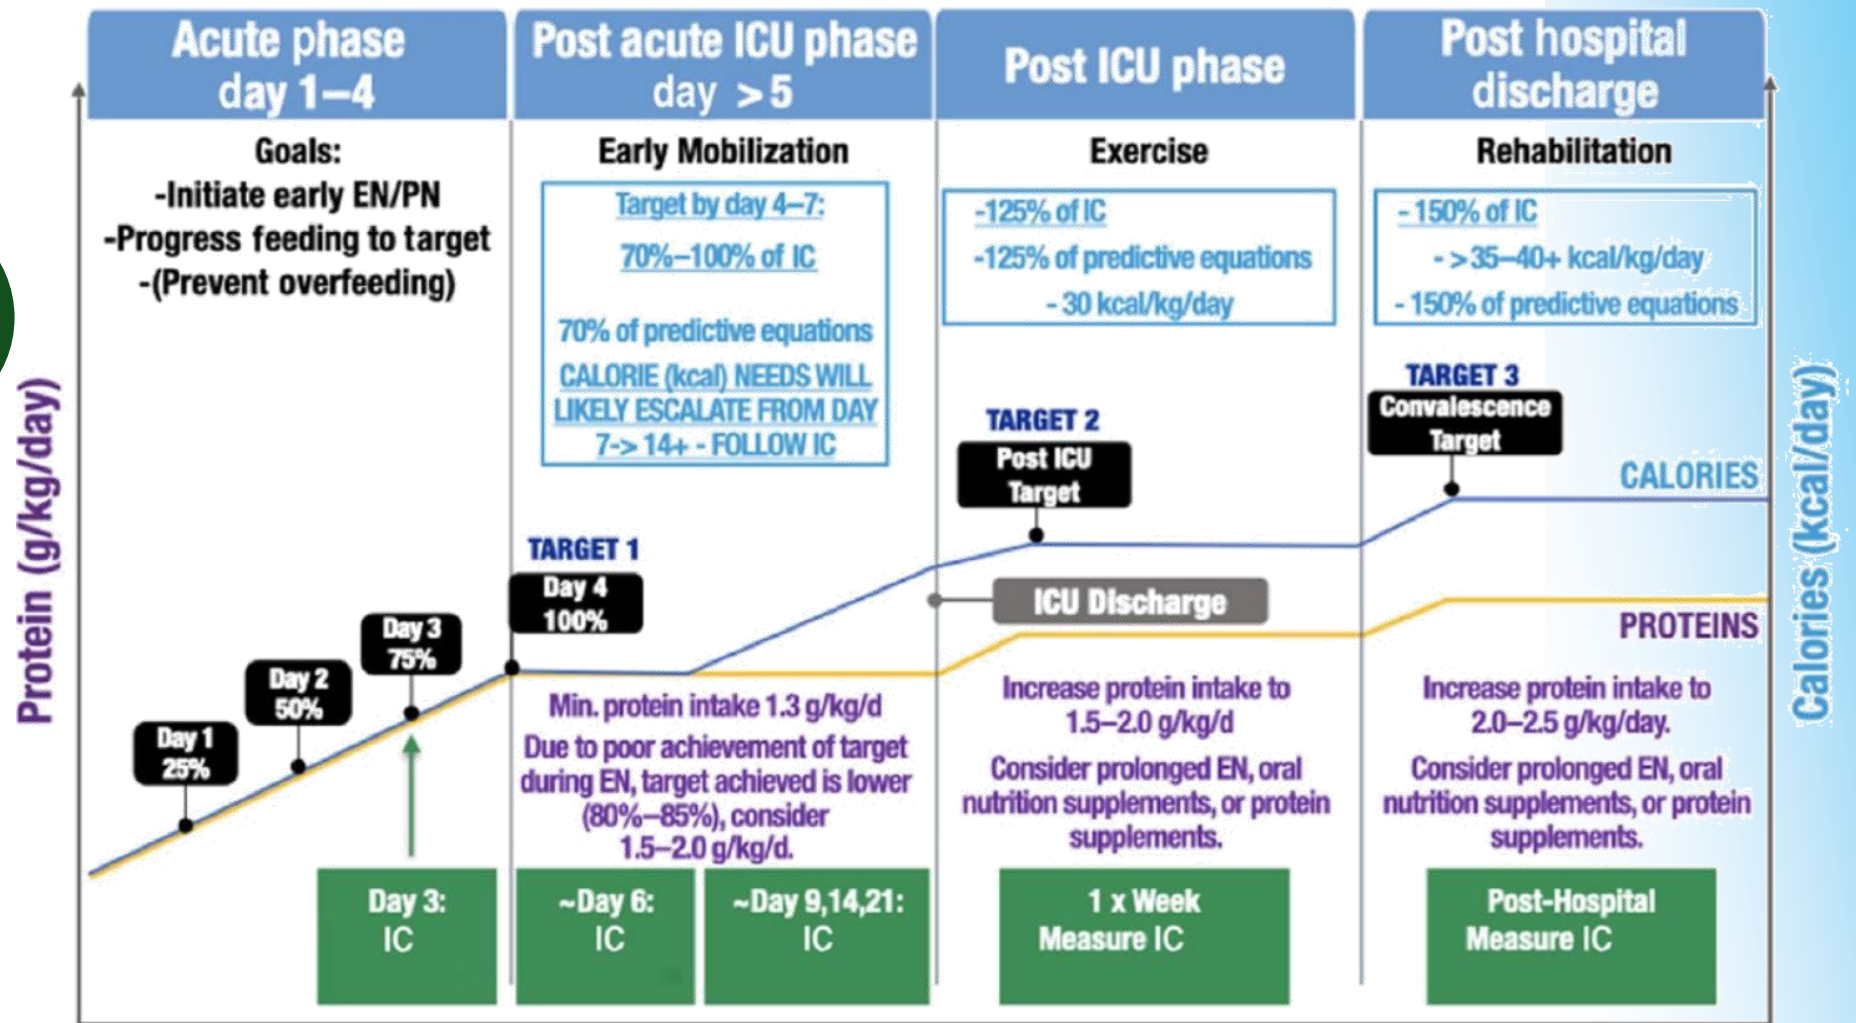 Acute phase
day 1–4
Post acute ICU phase
day >5
Post ICU phase
Post hospital
discharge
Goals:
-Initiate early EN/PN
-Progress feeding to target
-(Prevent overfeeding)
Early Mobilization
Target by day 4–7:
70%–100% of IC
70% of predictive equations
CALORIE (kcal) NEEDS WILL
LIKELY ESCALATE FROM DAY
7-> 14+ - FOLLOW IC
Exercise
-125% of IC
-125% of predictive equations
- 30 kcal/kg/day
Rehabilitation
- 150% of IC
- >35–40+ kcal/kg/day
- 150% of predictive equations
Protein (g/kg/day)
Calories (kcal/day)
Day 1
25%
Day 2
50%
Day 3
75%
TARGET 1
Day 4
100%
TARGET 2
Post ICU
Target
TARGET 3
Convalescence
Target
CALORIES
ICU Discharge
PROTEINS
Min. protein intake 1.3 g/kg/d
Due to poor achievement of target
during EN, target achieved is lower
(80%–85%), consider
1.5–2.0 g/kg/d.
Increase protein intake to
1.5–2.0 g/kg/d
Consider prolonged EN, oral
nutrition supplements, or protein
supplements.
Increase protein intake to
2.0–2.5 g/kg/day.
Consider prolonged EN, oral
nutrition supplements, or protein
supplements.
Day 3:
IC
~Day 6:
IC
~Day 9,14,21:
IC
1 x Week
Measure IC
Post-Hospital
Measure IC